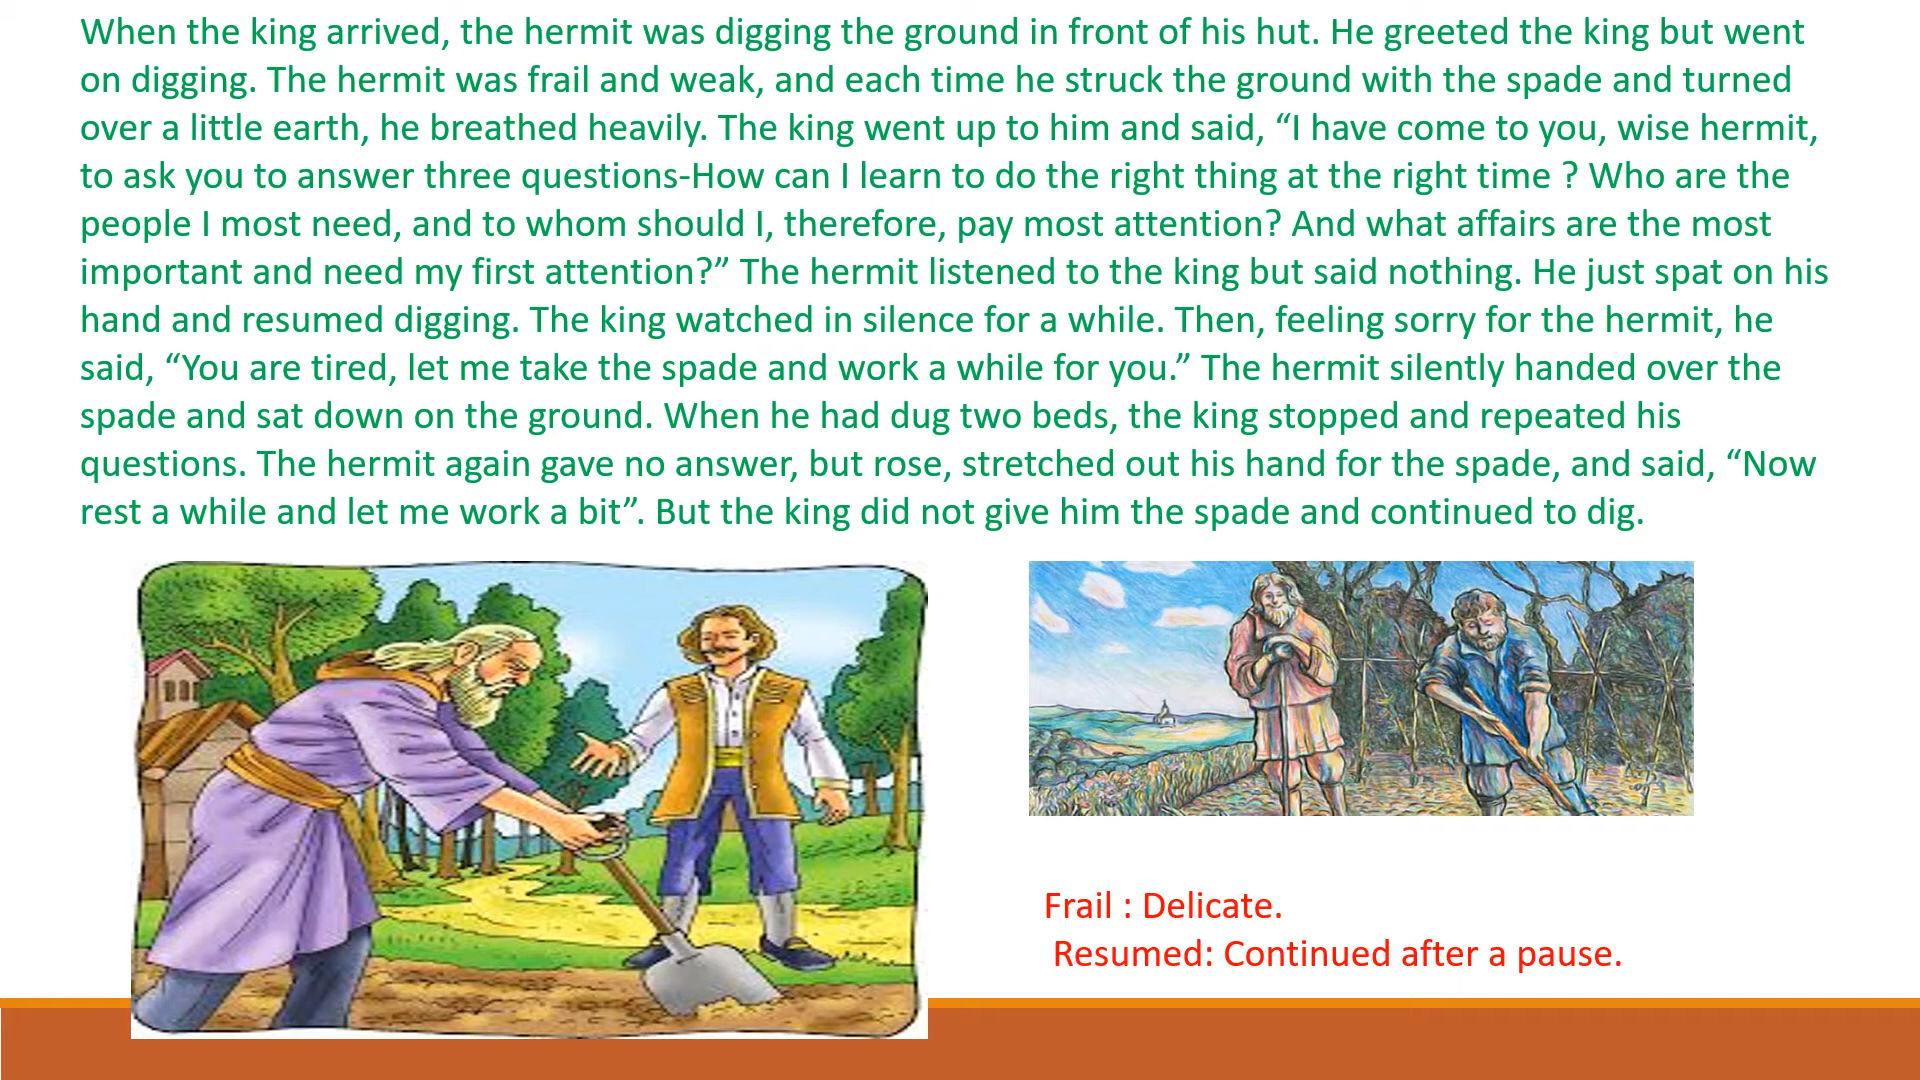 When the king arrived, the hermit was digging the ground in front of his hut. He greeted the king but went
on digging. The hermit was frail and weak, and each time he struck the ground with the spade and turned
over a little earth, he breathed heavily. The king went up to him and said, “I have come to you, wise hermit,
to ask you to answer three questions-How can I learn to do the right thing at the right time ? Who are the
people I most need, and to whom should I, therefore, pay most attention? And what affairs are the most
important and need my first attention?” The hermit listened to the king but said nothing. He just spat on his
hand and resumed digging. The king watched in silence for a while. Then, feeling sorry for the hermit, he
said, “You are tired, let me take the spade and work a while for you.” The hermit silently handed over the
spade and sat down on the ground. When he had dug two beds, the king stopped and repeated his
questions. The hermit again gave no answer, but rose, stretched out his hand for the spade, and said, “Now
rest a while and let me work a bit”. But the king did not give him the spade and continued to dig.
Frail : Delicate.
Resumed: Continued after a pause.